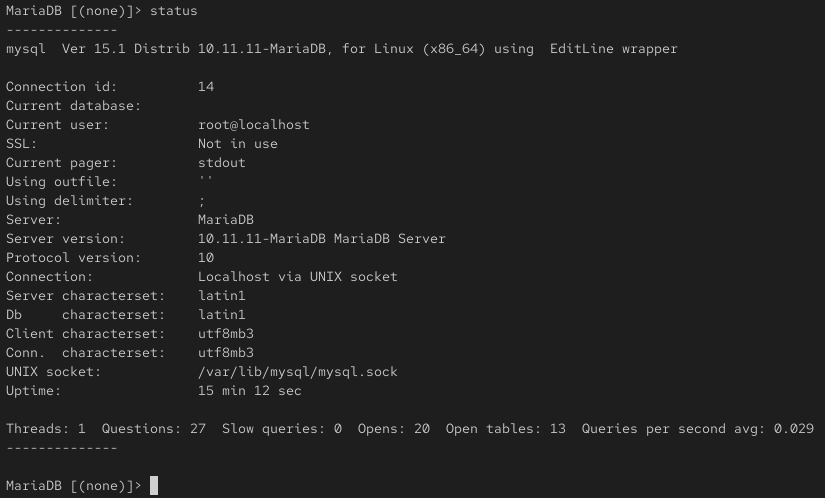 MariaDB [(none)]> status
--------------
mysql  Ver 15.1 Distrib 10.11.11-MariaDB, for Linux (x86_64) using  EditLine wrapper

Connection id:          14
Current database:
Current user:           root@localhost
SSL:                    Not in use
Current pager:          stdout
Using outfile:          ''
Using delimiter:        ;
Server:                 MariaDB
Server version:         10.11.11-MariaDB MariaDB Server
Protocol version:       10
Connection:             Localhost via UNIX socket
Server characterset:    latin1
Db     characterset:    latin1
Client characterset:    utf8mb3
Conn.  characterset:    utf8mb3
UNIX socket:            /var/lib/mysql/mysql.sock
Uptime:                 15 min 12 sec

Threads: 1  Questions: 27  Slow queries: 0  Opens: 20  Open tables: 13  Queries per second avg: 0.029
--------------

MariaDB [(none)]>